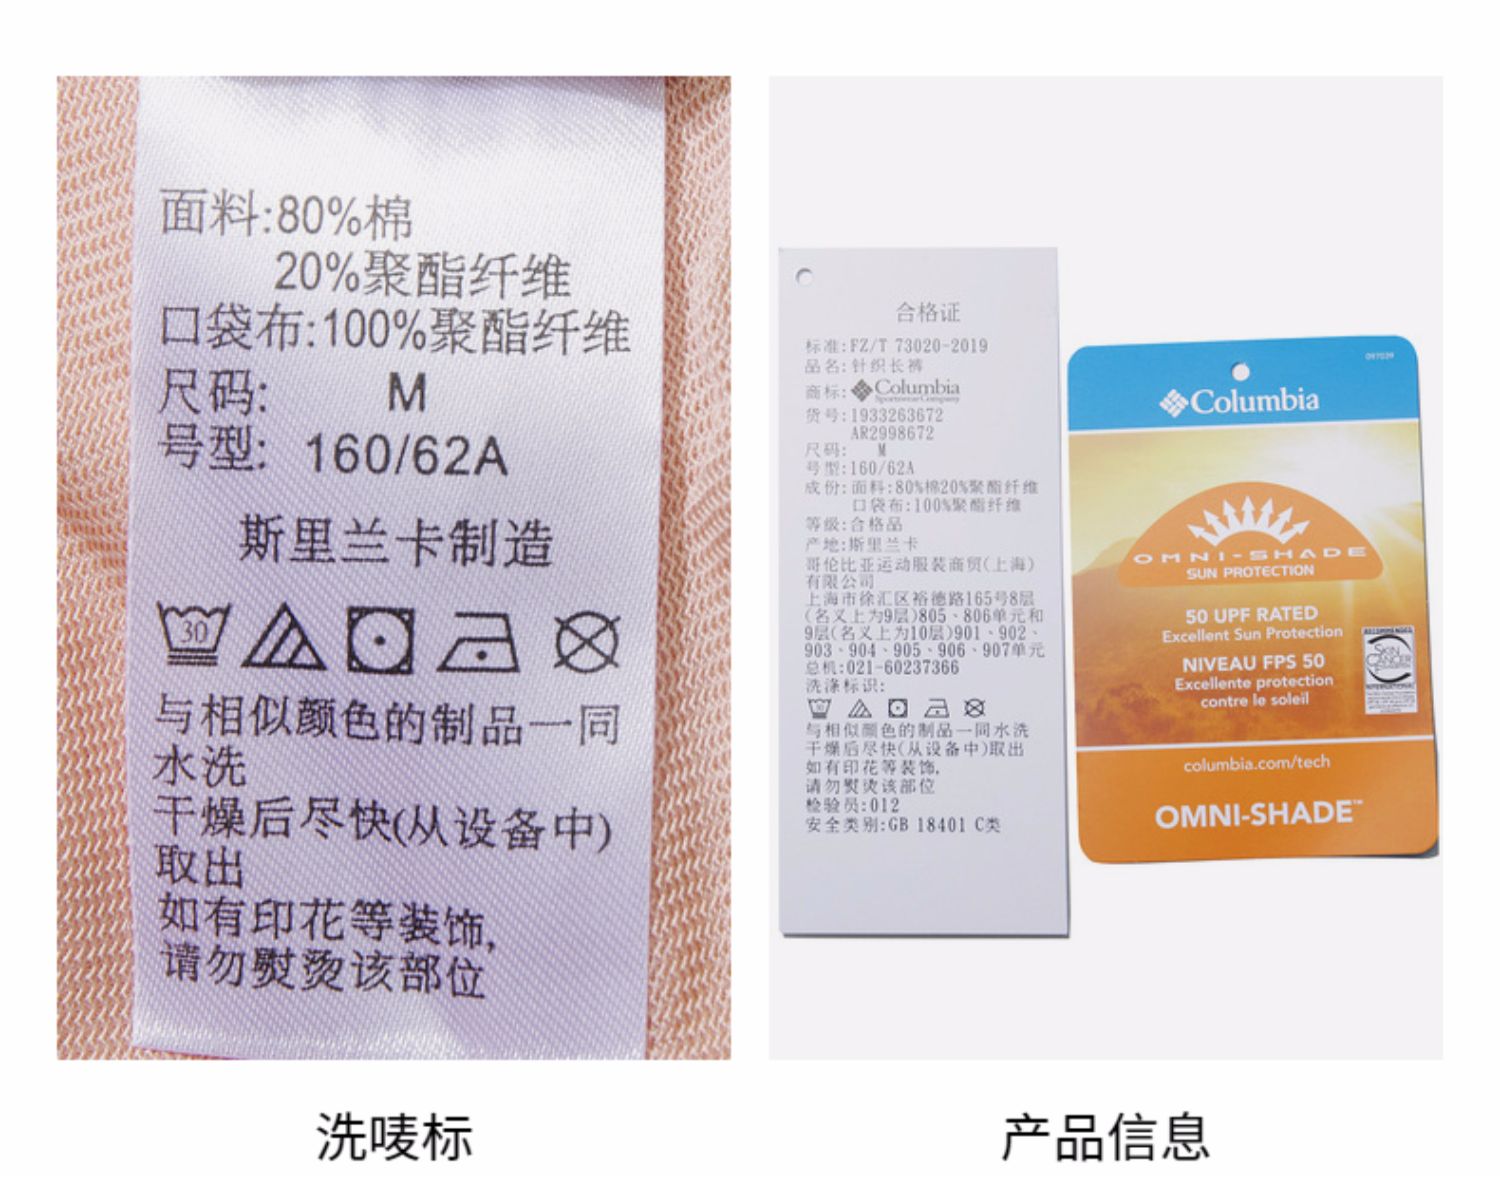 面料:80%棉
20%聚酯纤维
口袋布:100%聚酯纤维
尺码: M
号型: 160/62A
斯里兰卡制造
30
与相似颜色的制品一同
水洗
干燥后尽快(从设备中)
取出
如有印花等装饰,
请勿熨烫该部位
洗唛标
合格证
标准:FZ/T 73020-2019
品名:针织长裤
商标: Columbia
Sportswear Company
货号:1933263672
AR2998672
尺码: M
号型:160/62A
成份:面料:80%棉20%聚酯纤维
口袋布:100%聚酯纤维
等级:合格品
产地:斯里兰卡
哥伦比亚运动服装商贸(上海)
有限公司
上海市徐汇区裕德路165号8层
(名义上为9层)805、806单元和
9层(名义上为10层)901、902、
903、904、905、906、907单元
总机:021-60237366
洗涤标识:
30
与相似颜色的制品一同水洗
干燥后尽快(从设备中)取出
如有印花等装饰,
请勿熨烫该部位
检验员:012
安全类别:GB 18401 C类
097039
Columbia
OMNI-SHADE
SUN PROTECTION
50 UPF RATED
Excellent Sun Protection
NIVEAU FPS 50
Excellente protection
contre le soleil
RECOMMENDED
SKIN
CANCER
FOUNDATION
INTERNATIONAL
columbia.com/tech
OMNI-SHADE™
产品信息